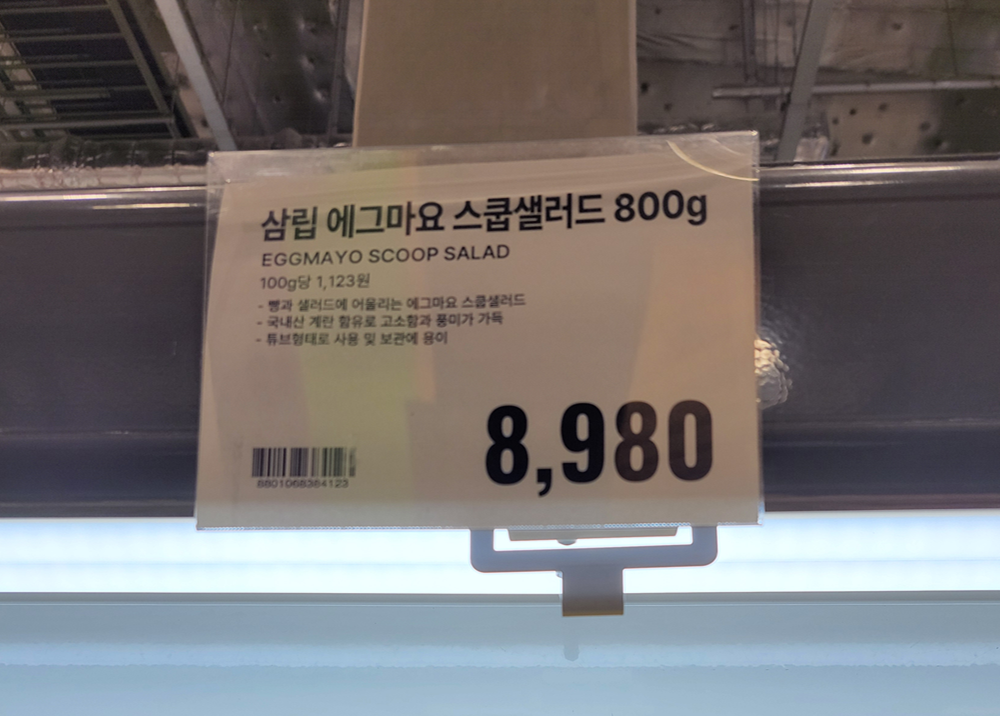 삼립 에그마요 스쿱샐러드 800g
EGGMAYO SCOOP SALAD
100g당 1,123원
- 빵과 샐러드에 어울리는 에그마요 스쿱샐러드
- 국내산 계란 함유로 고소함과 풍미가 가득
- 튜브형태로 사용 및 보관에 용이
8,980
8801068384123